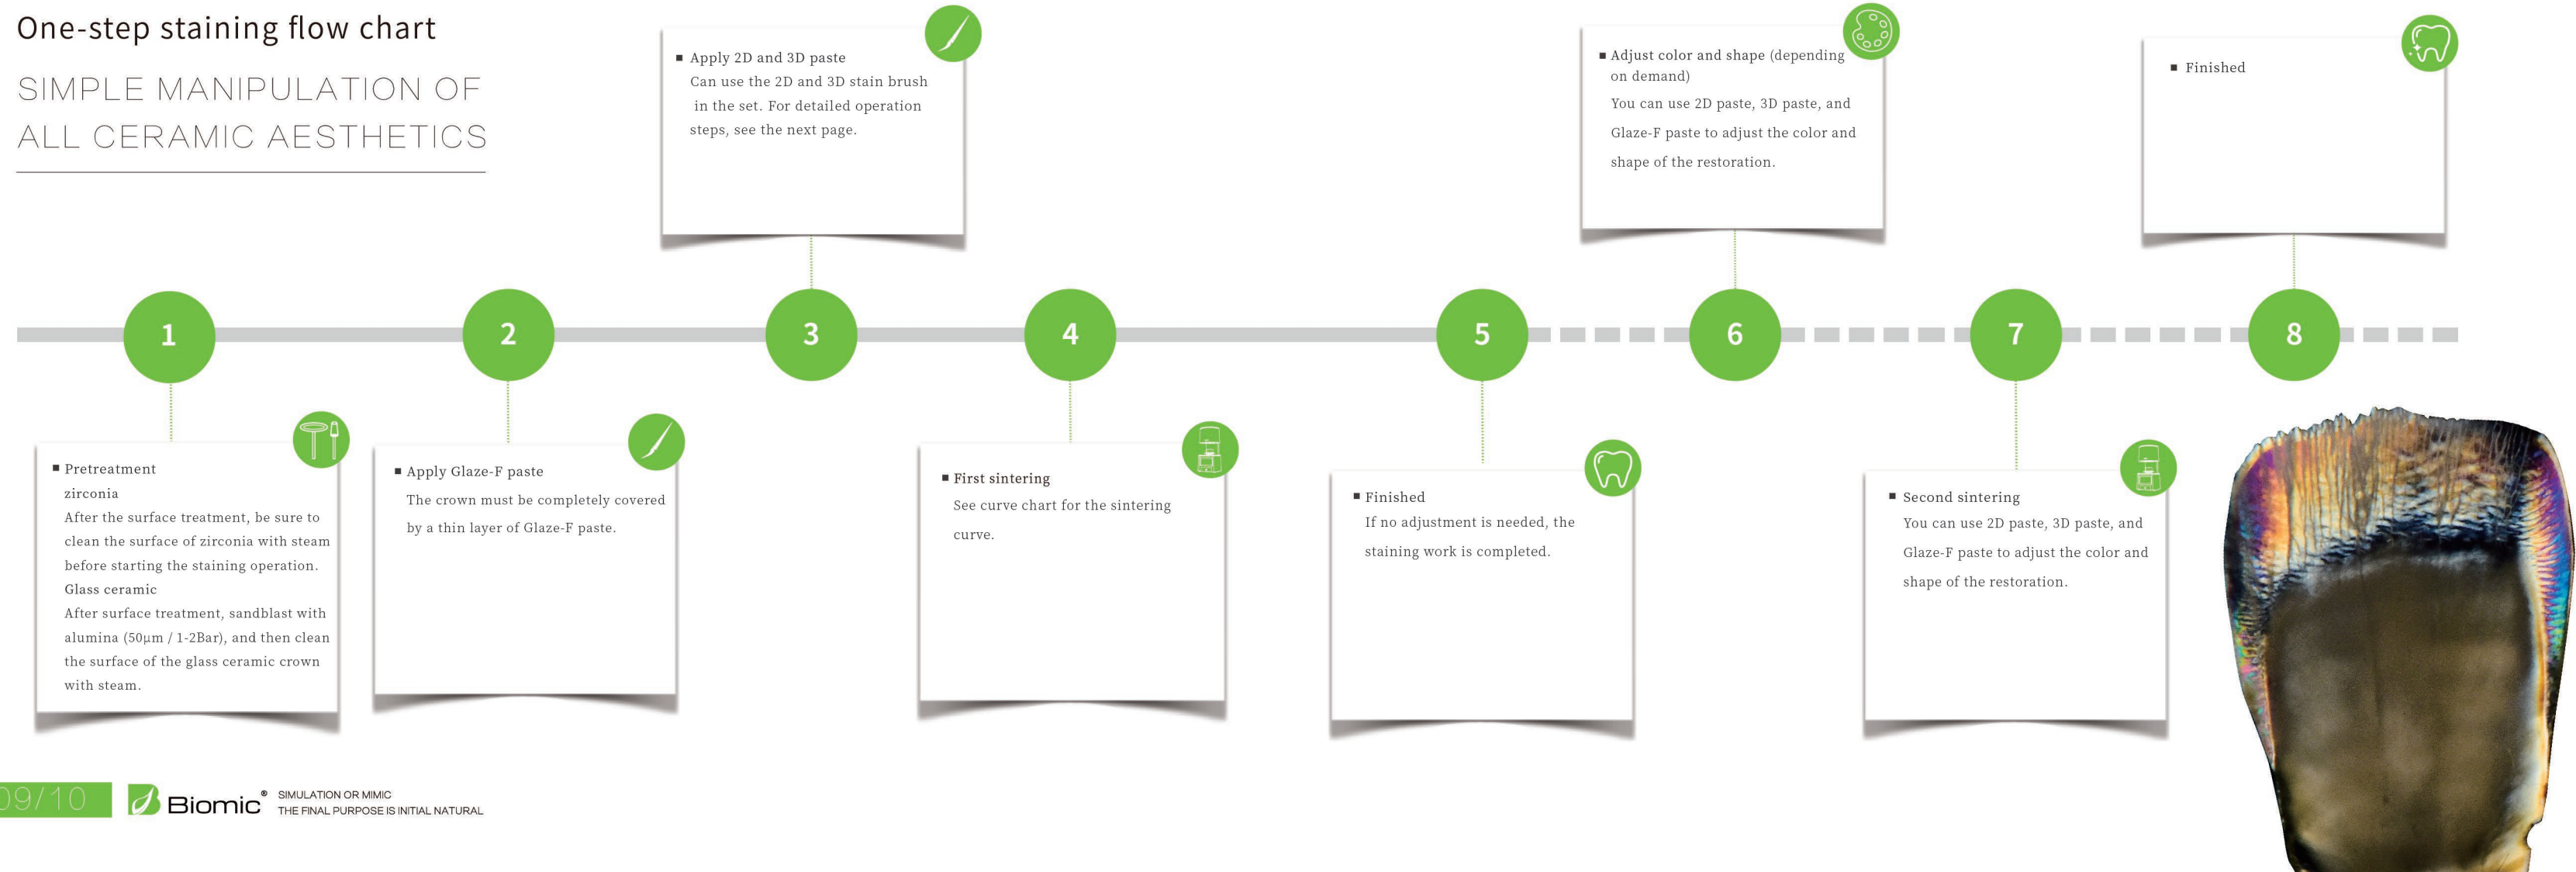 One-step staining flow chart
SIMPLE MANIPULATION OF
ALL CERAMIC AESTHETICS
1
■ Pretreatment
zirconia
After the surface treatment, be sure to
clean the surface of zirconia with steam
before starting the staining operation.
Glass ceramic
After surface treatment, sandblast with
alumina (50μm / 1-2Bar), and then clean
the surface of the glass ceramic crown
with steam.
2
■ Apply Glaze-F paste
The crown must be completely covered
by a thin layer of Glaze-F paste.
3
■ Apply 2D and 3D paste
Can use the 2D and 3D stain brush
in the set. For detailed operation
steps, see the next page.
4
■ First sintering
See curve chart for the sintering
curve.
5
■ Finished
If no adjustment is needed, the
staining work is completed.
6
■ Adjust color and shape (depending
on demand)
You can use 2D paste, 3D paste, and
Glaze-F paste to adjust the color and
shape of the restoration.
7
■ Second sintering
You can use 2D paste, 3D paste, and
Glaze-F paste to adjust the color and
shape of the restoration.
8
■ Finished
09/10
Biomic®
SIMULATION OR MIMIC
THE FINAL PURPOSE IS INITIAL NATURAL